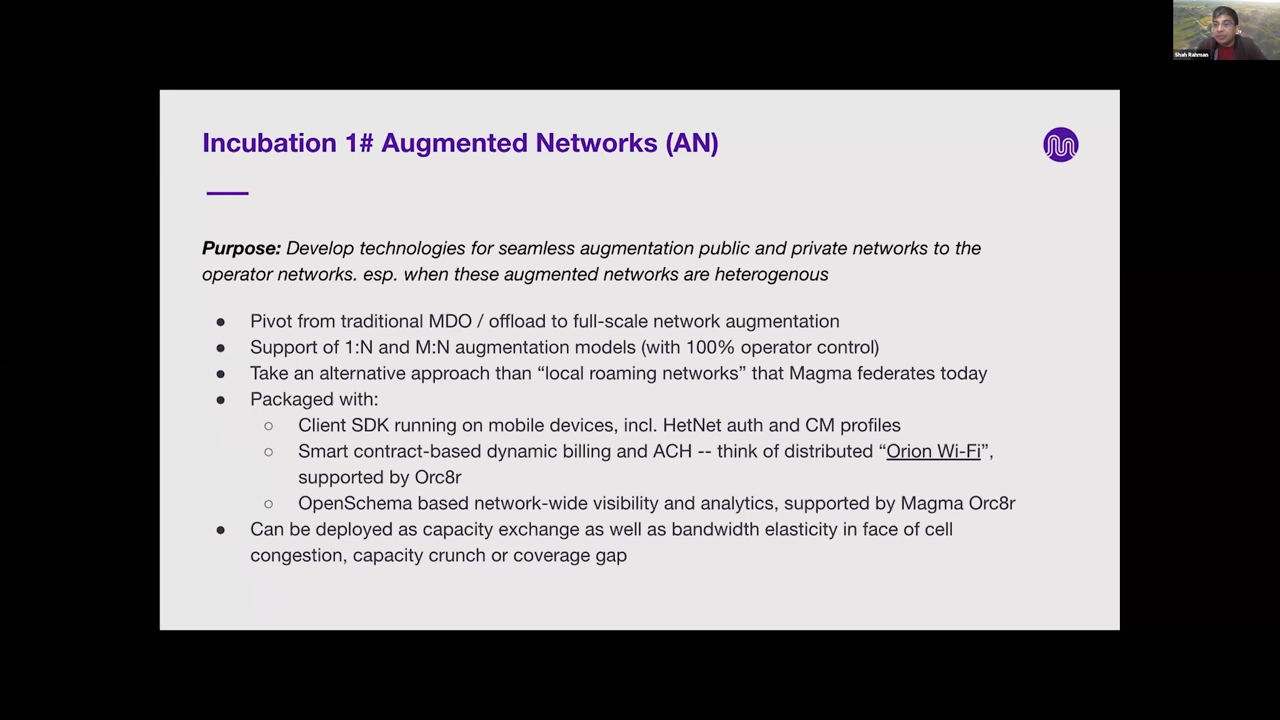 Shah Rahman
Incubation 1# Augmented Networks (AN)
Purpose: Develop technologies for seamless augmentation public and private networks to the
operator networks. esp. when these augmented networks are heterogenous
● Pivot from traditional MDO / offload to full-scale network augmentation
● Support of 1:N and M:N augmentation models (with 100% operator control)
● Take an alternative approach than “local roaming networks” that Magma federates today
● Packaged with:
○ Client SDK running on mobile devices, incl. HetNet auth and CM profiles
○ Smart contract-based dynamic billing and ACH -- think of distributed “Orion Wi-Fi”,
supported by Orc8r
○ OpenSchema based network-wide visibility and analytics, supported by Magma Orc8r
● Can be deployed as capacity exchange as well as bandwidth elasticity in face of cell
congestion, capacity crunch or coverage gap